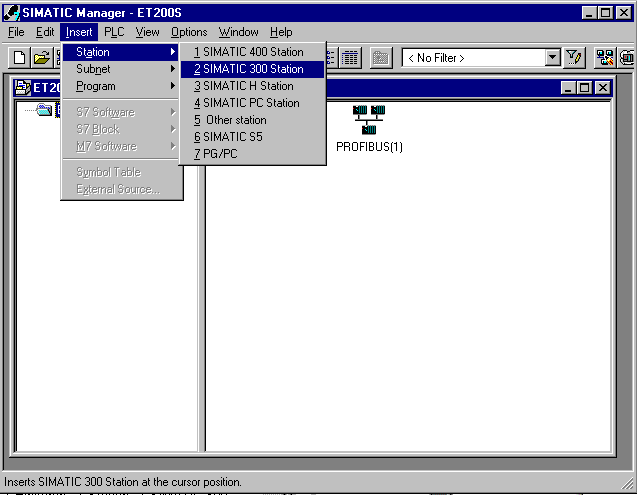 SIMATIC Manager - ET200S
File Edit Insert PLC View Options Window Help
< No Filter >
Station
Subnet
Program
S7 Software
S7 Block
M7 Software
Symbol Table
External Source...
1 SIMATIC 400 Station
2 SIMATIC 300 Station
3 SIMATIC H Station
4 SIMATIC PC Station
5 Other station
6 SIMATIC S5
7 PG/PC
ET20
PROFIBUS(1)
Inserts SIMATIC 300 Station at the cursor position.